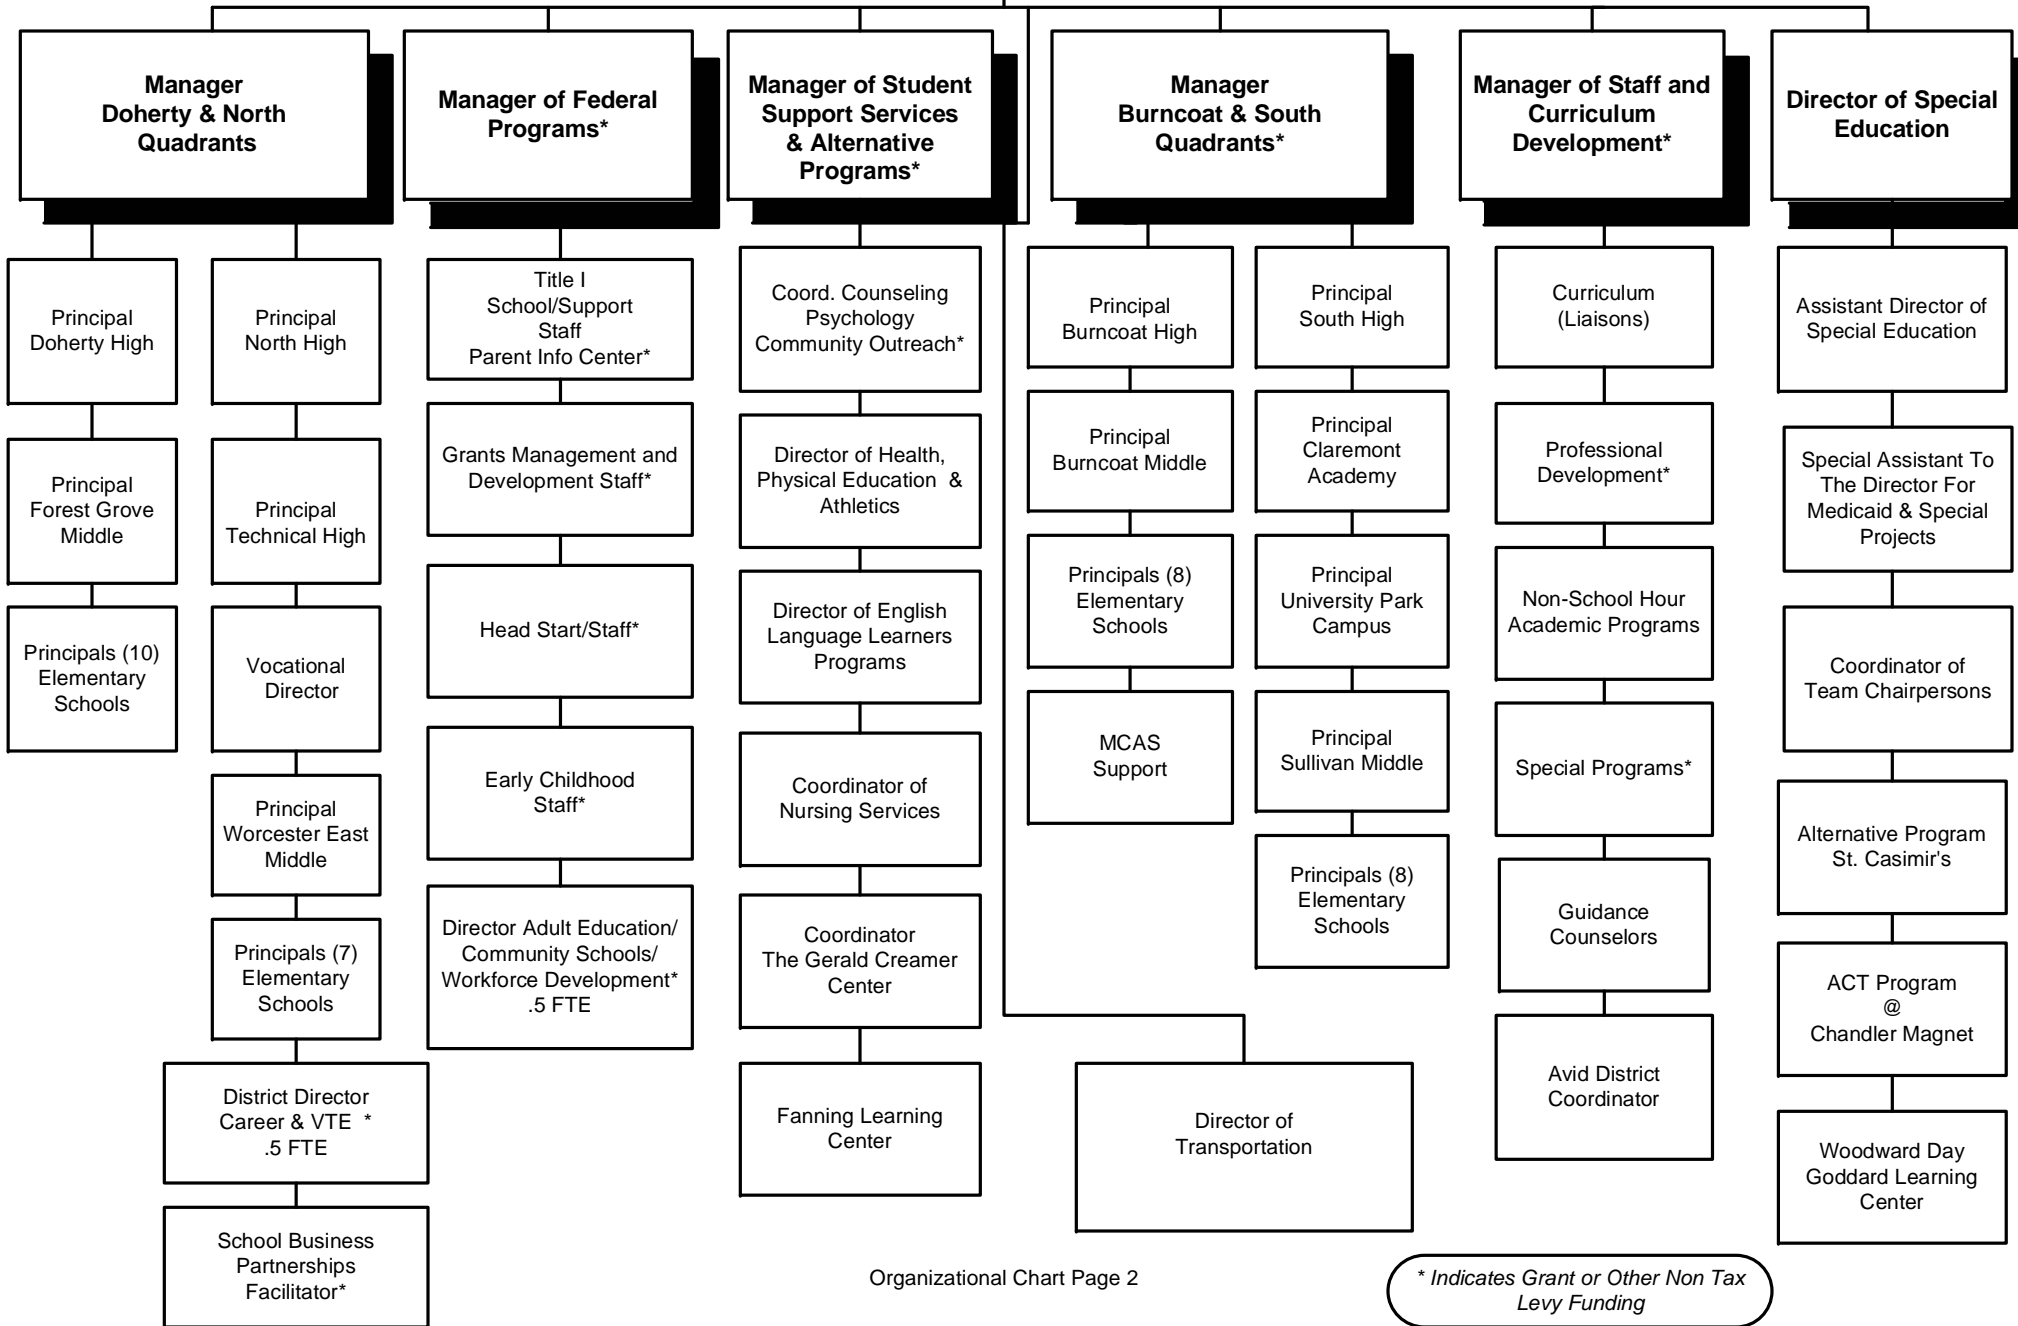 Manager
Doherty & North
Quadrants
Manager of Federal
Programs*
Manager of Student
Support Services
& Alternative
Programs*
Manager
Burncoat & South
Quadrants*
Manager of Staff and
Curriculum
Development*
Director of Special
Education
Principal
Doherty High
Principal
Forest Grove
Middle
Principals (10)
Elementary
Schools
Principal
North High
Principal
Technical High
Vocational
Director
Principal
Worcester East
Middle
Principals (7)
Elementary
Schools
District Director
Career & VTE *
.5 FTE
School Business
Partnerships
Facilitator*
Title I
School/Support
Staff
Parent Info Center*
Grants Management and
Development Staff*
Head Start/Staff*
Early Childhood
Staff*
Director Adult Education/
Community Schools/
Workforce Development*
.5 FTE
Coord. Counseling
Psychology
Community Outreach*
Director of Health,
Physical Education &
Athletics
Director of English
Language Learners
Programs
Coordinator of
Nursing Services
Coordinator
The Gerald Creamer
Center
Fanning Learning
Center
Principal
Burncoat High
Principal
Burncoat Middle
Principals (8)
Elementary
Schools
MCAS
Support
Principal
South High
Principal
Claremont
Academy
Principal
University Park
Campus
Principal
Sullivan Middle
Principals (8)
Elementary
Schools
Director of
Transportation
Curriculum
(Liaisons)
Professional
Development*
Non-School Hour
Academic Programs
Special Programs*
Guidance
Counselors
Avid District
Coordinator
Assistant Director of
Special Education
Special Assistant To
The Director For
Medicaid & Special
Projects
Coordinator of
Team Chairpersons
Alternative Program
St. Casimir's
ACT Program
@
Chandler Magnet
Woodward Day
Goddard Learning
Center
Organizational Chart Page 2
* Indicates Grant or Other Non Tax
Levy Funding